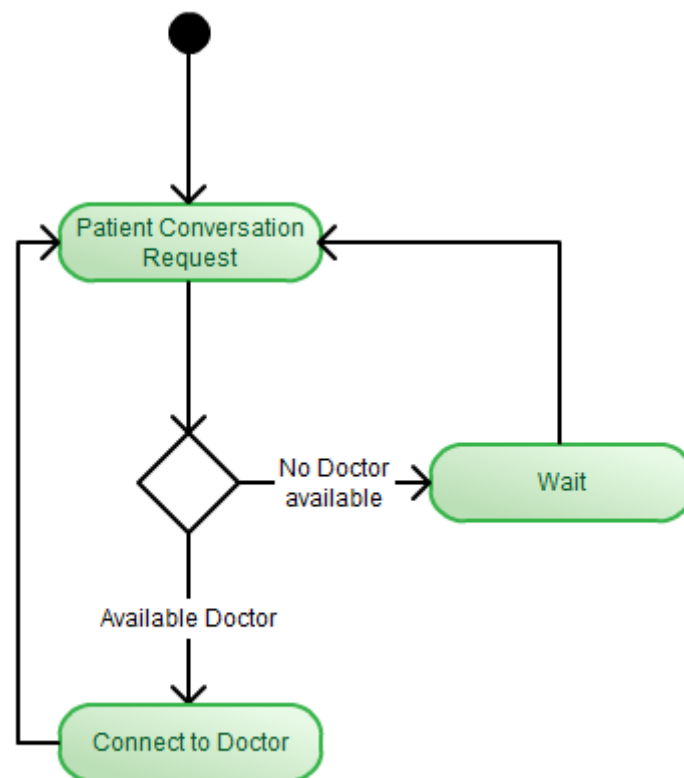 Patient Conversation
Request
No Doctor
available
Wait
Available Doctor
Connect to Doctor